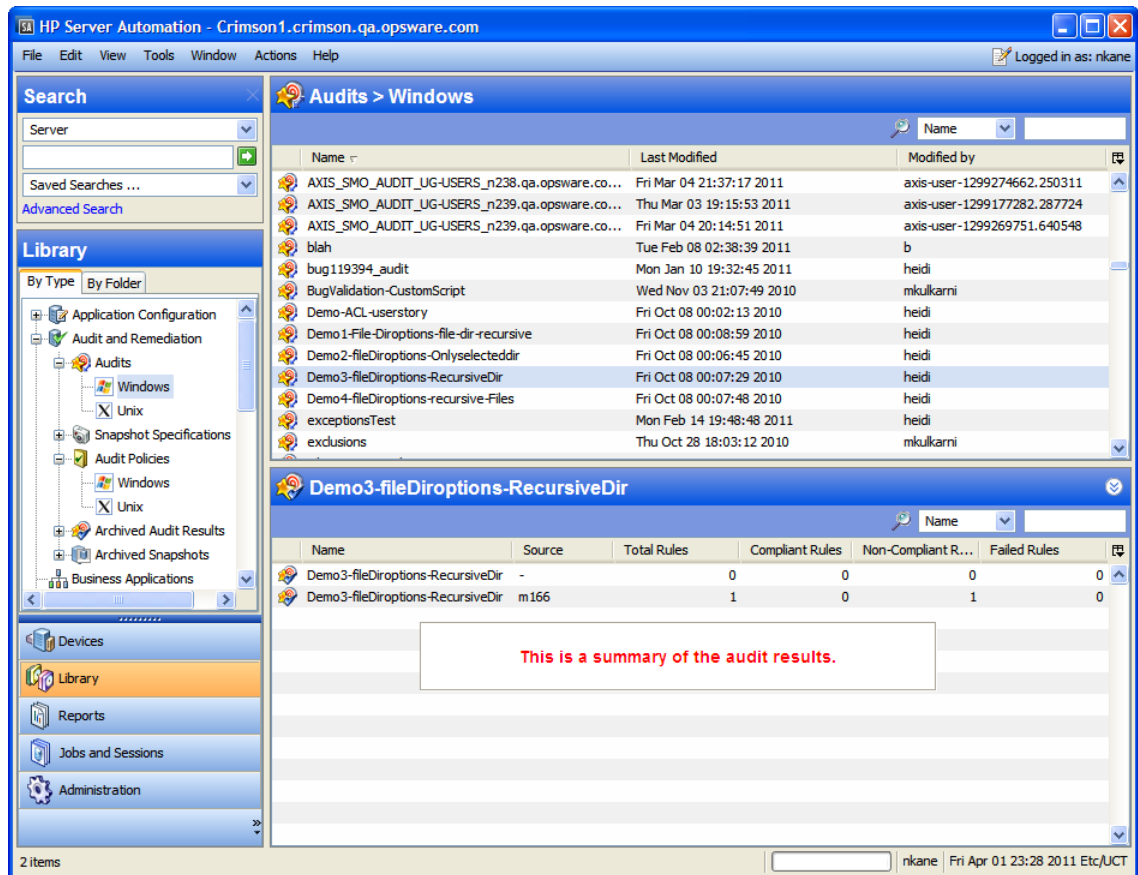 HP Server Automation - Crimson1.crimson.qa.opsware.com
File Edit View Tools Window Actions Help
Logged in as: nkane
Search
Server
Saved Searches ...
Advanced Search
Library
By Type By Folder
Application Configuration
Audit and Remediation
Audits
Windows
Unix
Snapshot Specifications
Audit Policies
Windows
Unix
Archived Audit Results
Archived Snapshots
Business Applications
Devices
Library
Reports
Jobs and Sessions
Administration
Audits > Windows
Name
Name Last Modified Modified by
AXIS_SMO_AUDIT_UG-USERS_n238.qa.opsware.co... Fri Mar 04 21:37:17 2011 axis-user-1299274662.250311
AXIS_SMO_AUDIT_UG-USERS_n239.qa.opsware.co... Thu Mar 03 19:15:53 2011 axis-user-1299177282.287724
AXIS_SMO_AUDIT_UG-USERS_n239.qa.opsware.co... Fri Mar 04 20:14:51 2011 axis-user-1299269751.640548
blah Tue Feb 08 02:38:39 2011 b
bug119394_audit Mon Jan 10 19:32:45 2011 heidi
BugValidation-CustomScript Wed Nov 03 21:07:49 2010 mkulkarni
Demo-ACL-userstory Fri Oct 08 00:02:13 2010 heidi
Demo1-File-Diroptions-file-dir-recursive Fri Oct 08 00:08:59 2010 heidi
Demo2-fileDiroptions-Onlyselecteddir Fri Oct 08 00:06:45 2010 heidi
Demo3-fileDiroptions-RecursiveDir Fri Oct 08 00:07:29 2010 heidi
Demo4-fileDiroptions-recursive-Files Fri Oct 08 00:07:48 2010 heidi
exceptionsTest Mon Feb 14 19:48:48 2011 heidi
exclusions Thu Oct 28 18:03:12 2010 mkulkarni
Demo3-fileDiroptions-RecursiveDir
Name
Name Source Total Rules Compliant Rules Non-Compliant R... Failed Rules
Demo3-fileDiroptions-RecursiveDir - 0 0 0 0
Demo3-fileDiroptions-RecursiveDir m166 1 0 1 0
This is a summary of the audit results.
2 items
nkane Fri Apr 01 23:28 2011 Etc/UCT